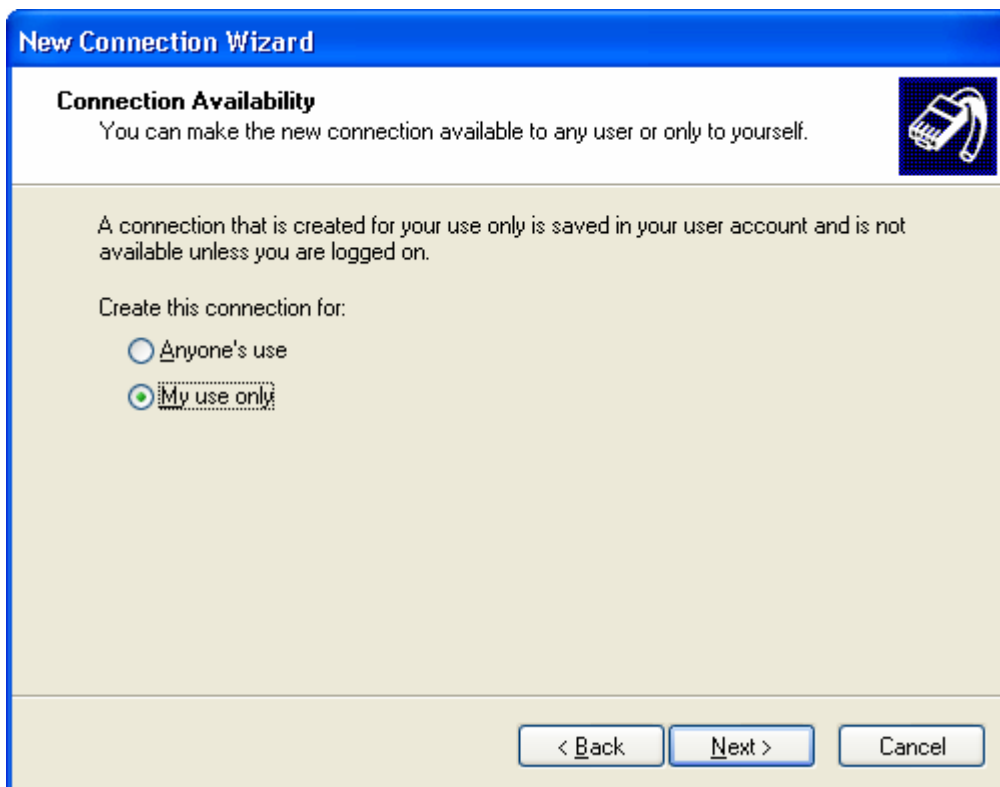 New Connection Wizard
Connection Availability
You can make the new connection available to any user or only to yourself.
A connection that is created for your use only is saved in your user account and is not
available unless you are logged on.
Create this connection for:
Anyone's use
My use only
< Back
Next >
Cancel